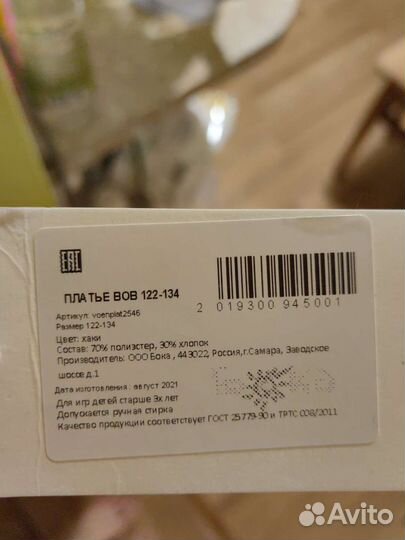 EAC
ПЛАТЬЕ ВОВ 122-134
Артикул: voenplat2546
Размер 122-134
Цвет: хаки
Состав: 70% полиэстер, 30% хлопок
Производитель: ООО Бока , 443022, Россия,г.Самара, Заводское
шоссе д.1
Дата изготовления : август 2021
Для игр детей старше 3х лет
Допускается ручная стирка
Качество продукции соответствует ГОСТ 25779-90 и ТРТС 008/2011
2 019300 945001
Avito